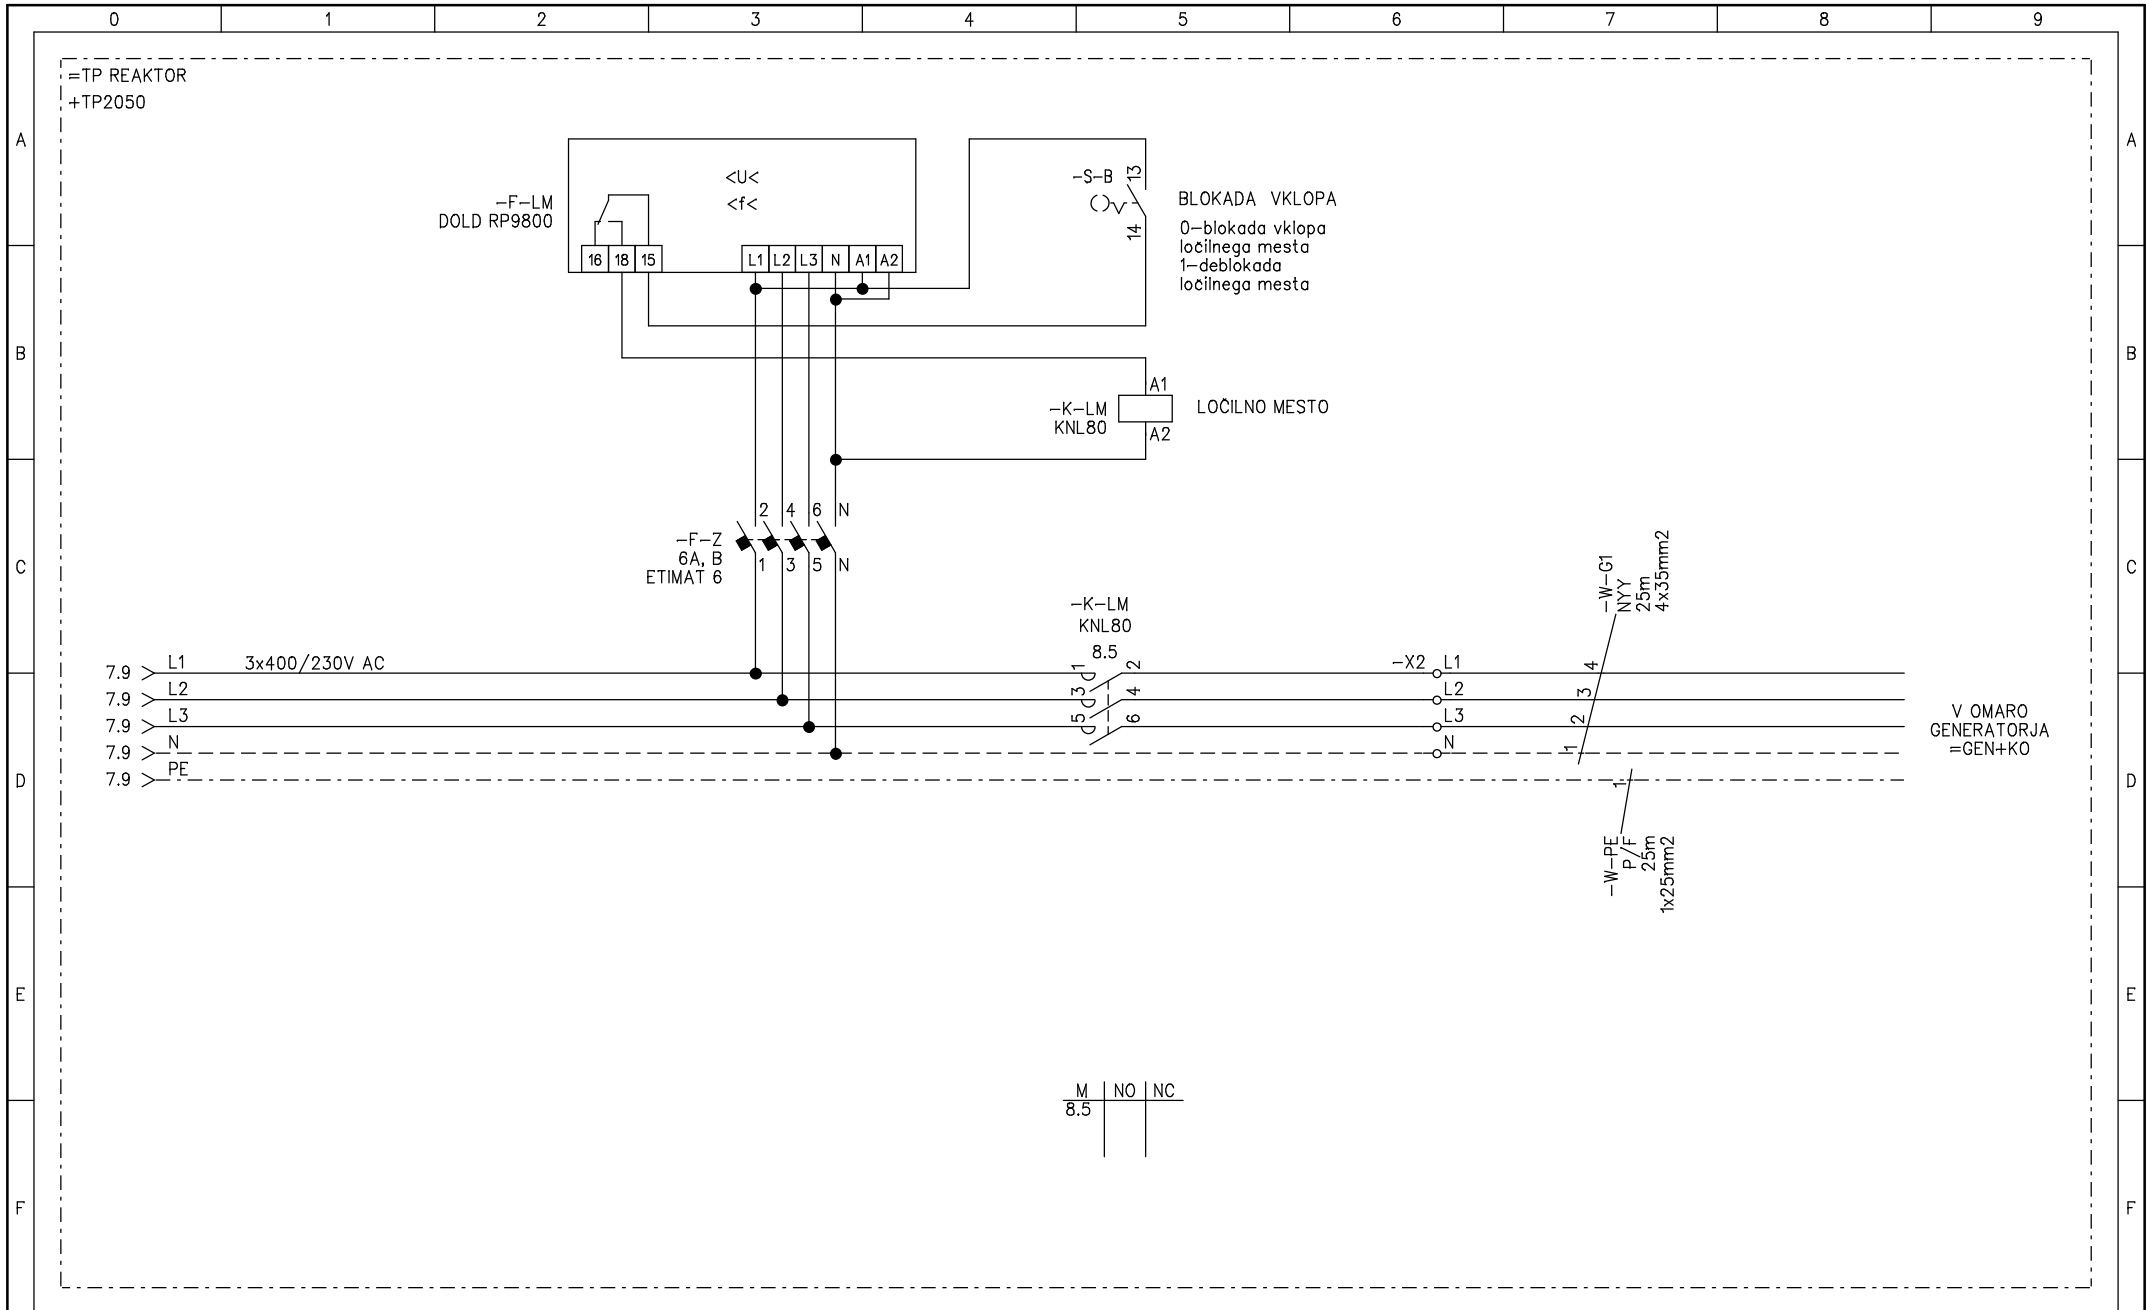 0 1 2 3 4 5 6 7 8 9
=TP REAKTOR
+TP2050
A A
<U<
<f<
-F-LM
DOLD RP9800
16 18 15
L1 L2 L3 N A1 A2
-S-B
13
14
BLOKADA VKLOPA
0-blokada vklopa
ločilnega mesta
1-deblokada
ločilnega mesta
B B
A1
-K-LM
KNL80
A2
LOČILNO MESTO
2 4 6 N
-F-Z
6A, B
ETIMAT 6
1 3 5 N
C C
-W-G1
NYY
25m
4x35mm2
-K-LM
KNL80
8.5
7.9 L1 3x400/230V AC 1 2 -X2 L1 4
7.9 L2 3 4 L2 3
7.9 L3 5 6 L3 2
7.9 N N 1
7.9 PE 1
V OMARO
GENERATORJA
=GEN+KO
D D
-W-PE
P/F
25m
1x25mm2
E E
M NO NC
8.5
F F